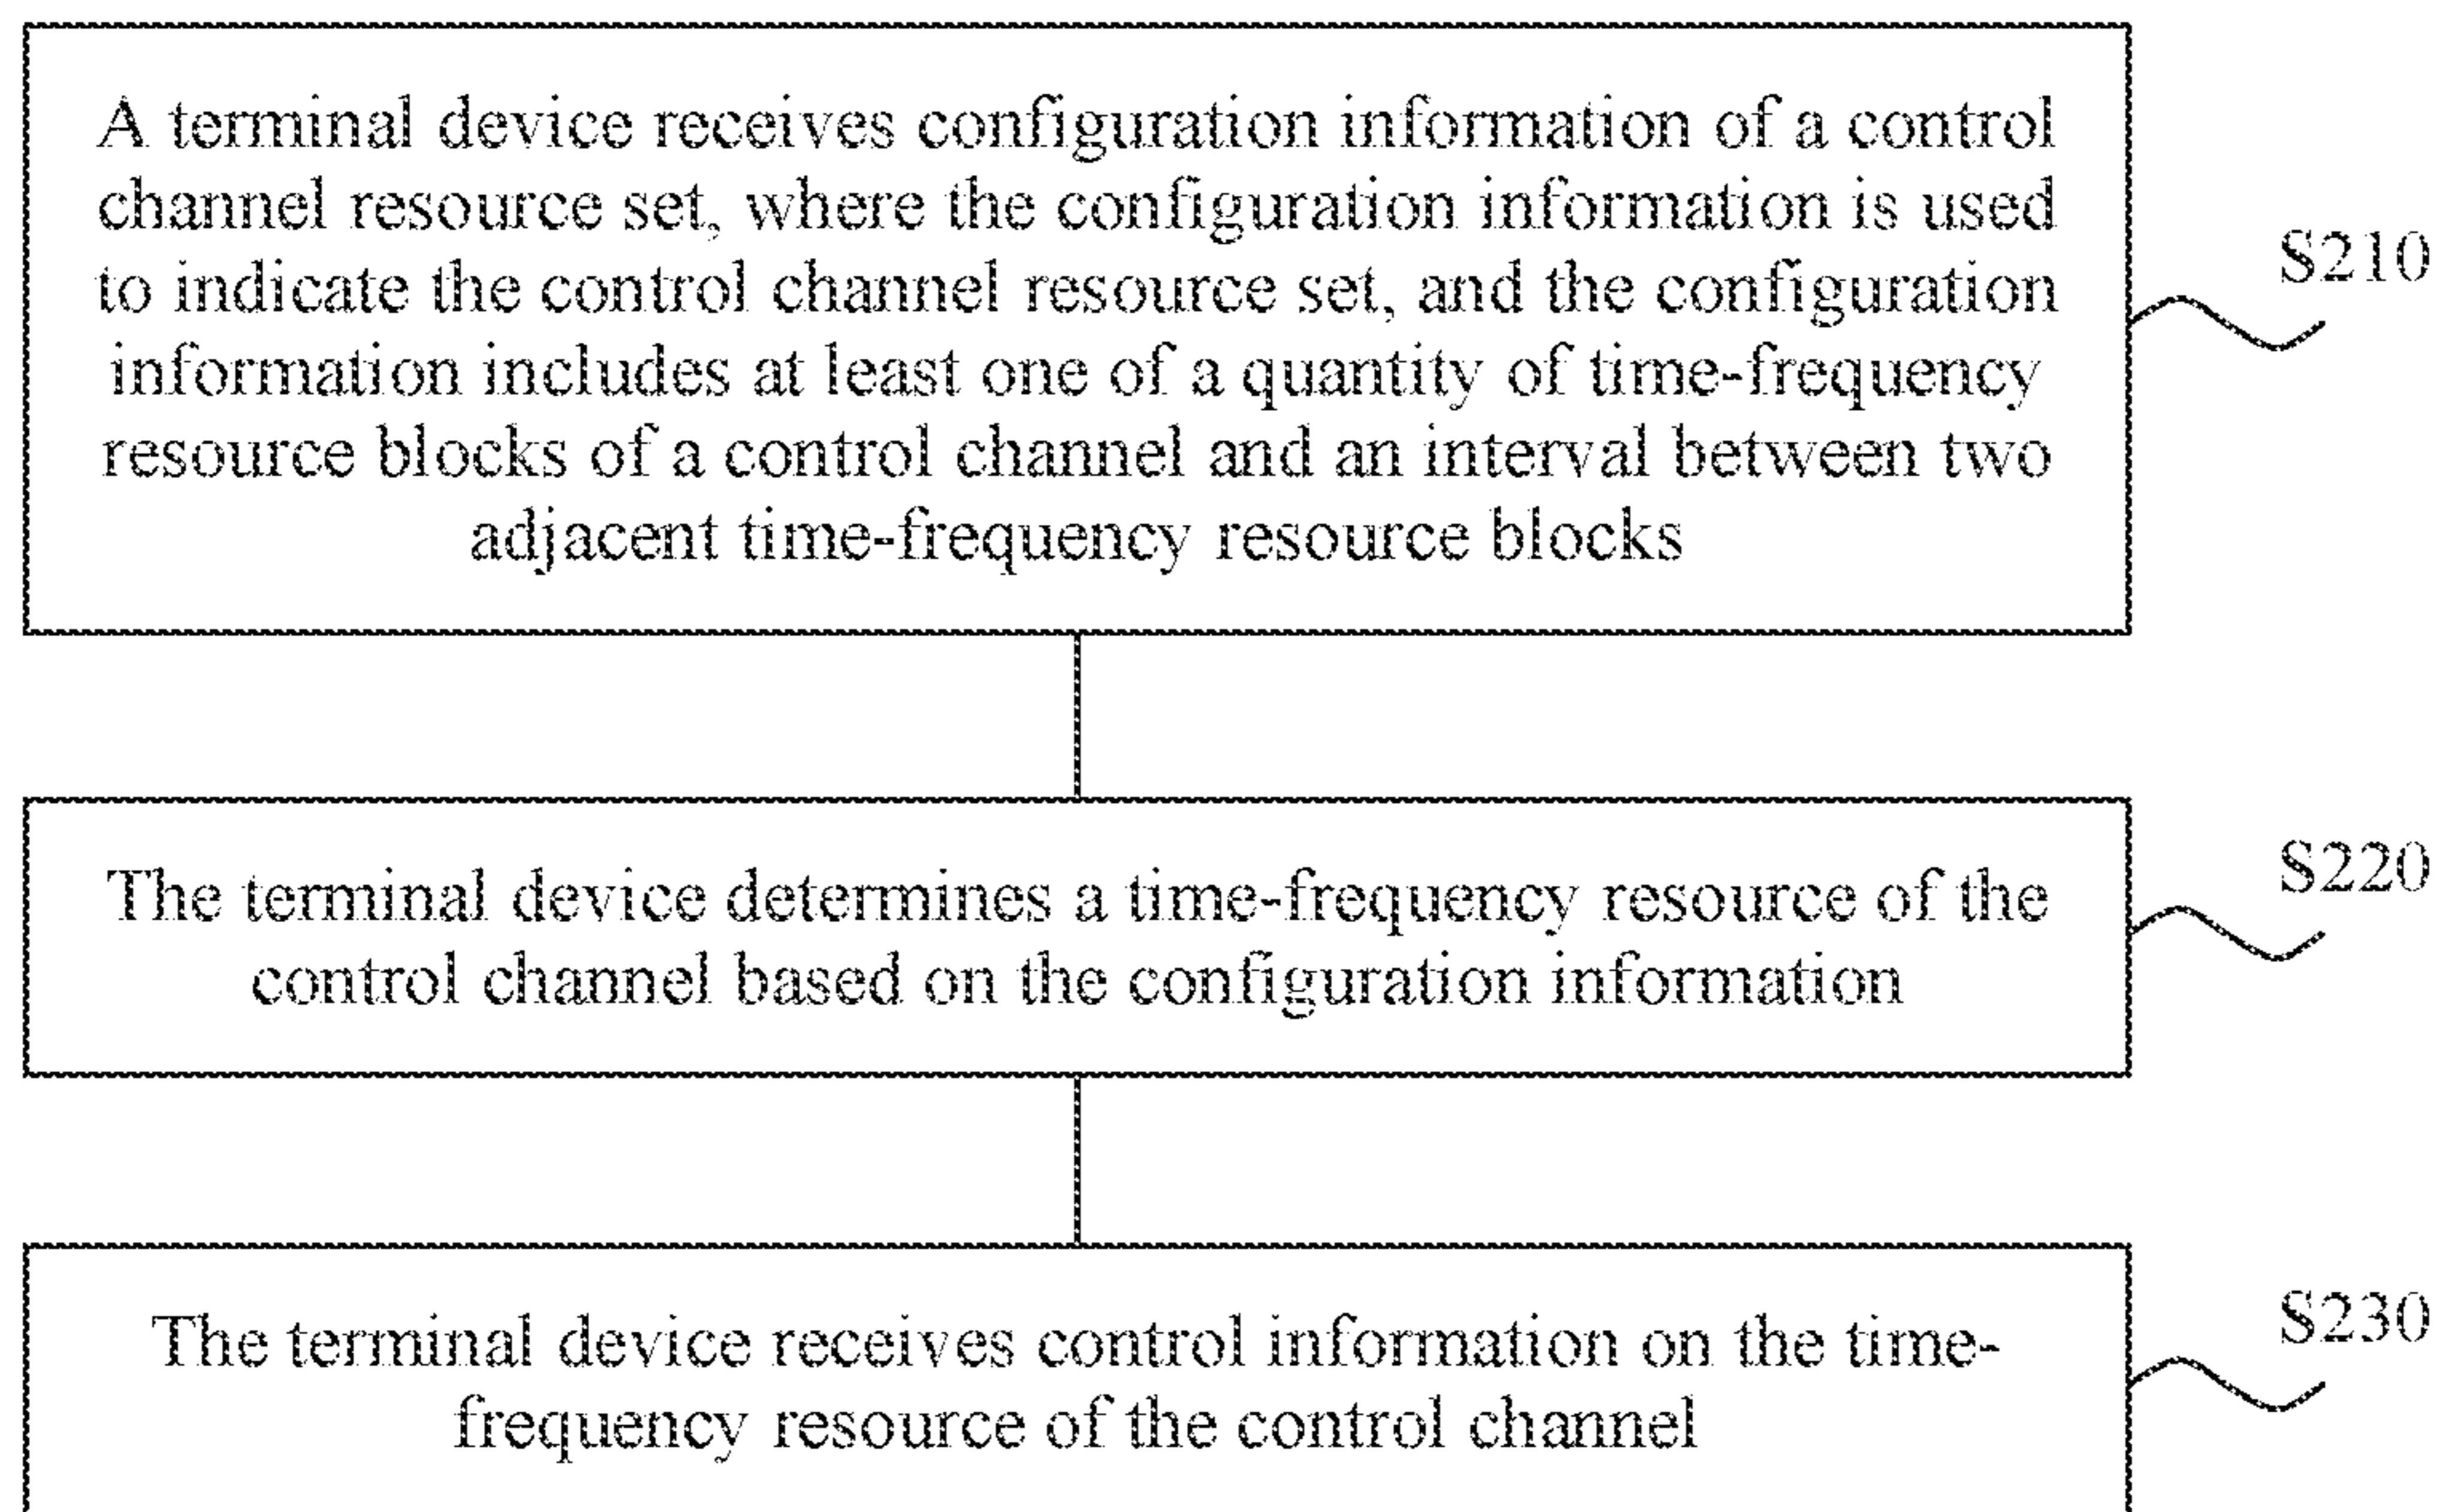 A terminal device receives configuration information of a control
channel resource set, where the configuration information is used
to indicate the control channel resource set, and the configuration
information includes at least one of a quantity of time-frequency
resource blocks of a control channel and an interval between two
adjacent time-frequency resource blocks
S210
The terminal device determines a time-frequency resource of the
control channel based on the configuration information
S220
The terminal device receives control information on the time-
frequency resource of the control channel
S230